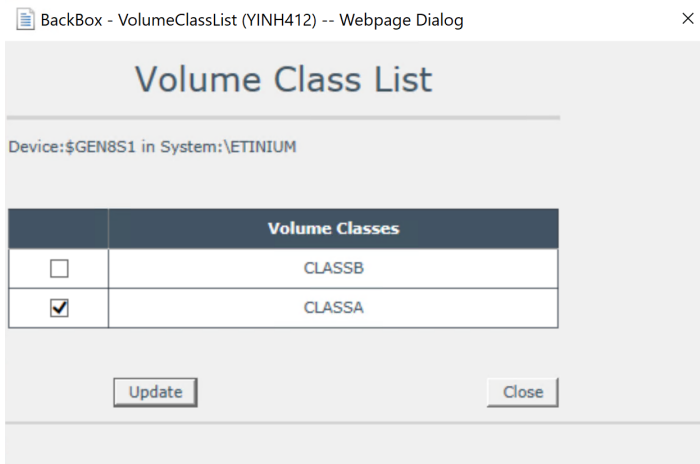 BackBox - VolumeClassList (YINH412) -- Webpage Dialog
Volume Class List
Device:$GEN8S1 in System:\ETINIUM
Volume Classes
CLASSB
CLASSA
Update Close